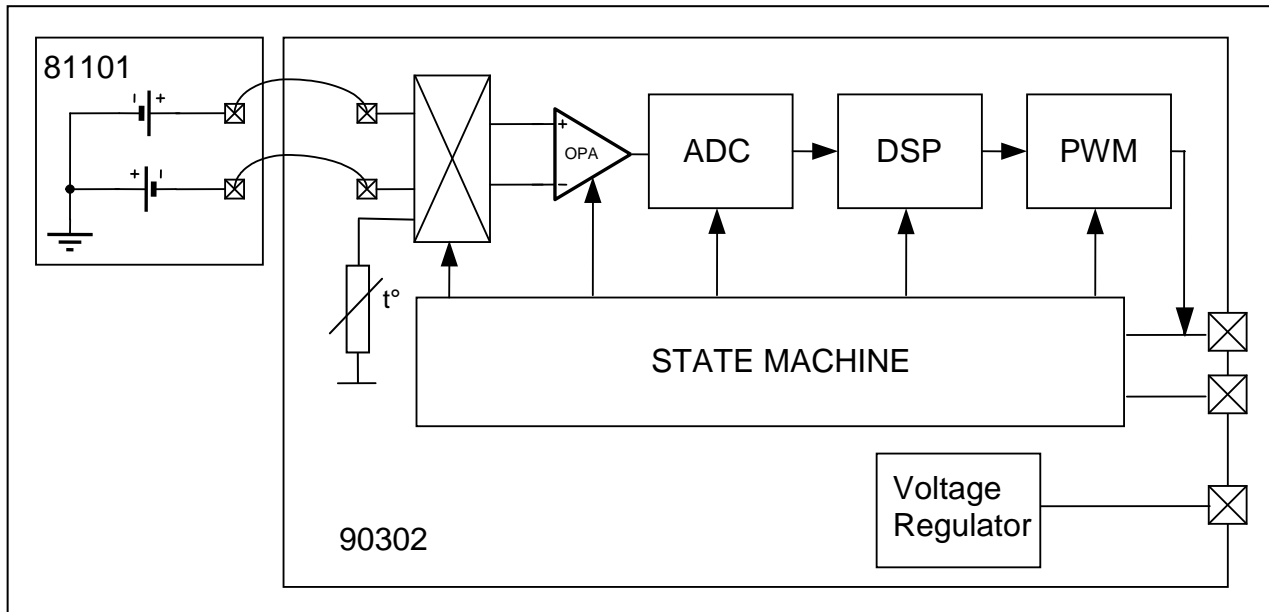 81101
- +
+ -
+
OPA
-
ADC
DSP
PWM
t°
STATE MACHINE
Voltage
Regulator
90302